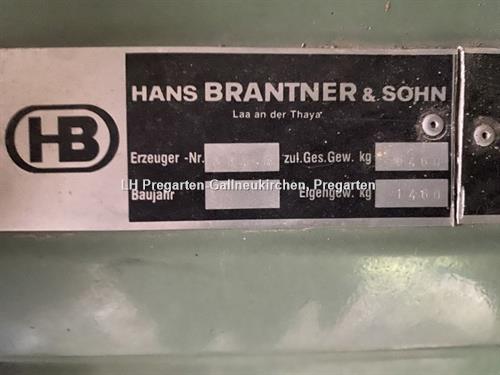 HB
HANS BRANTNER & SOHN
Laa an der Thaya
Erzeuger-Nr. zul.Ges.Gew. kg
LH Pregarten Gallneukirchen, Pregarten
Baujahr Eigengew. kg 1460